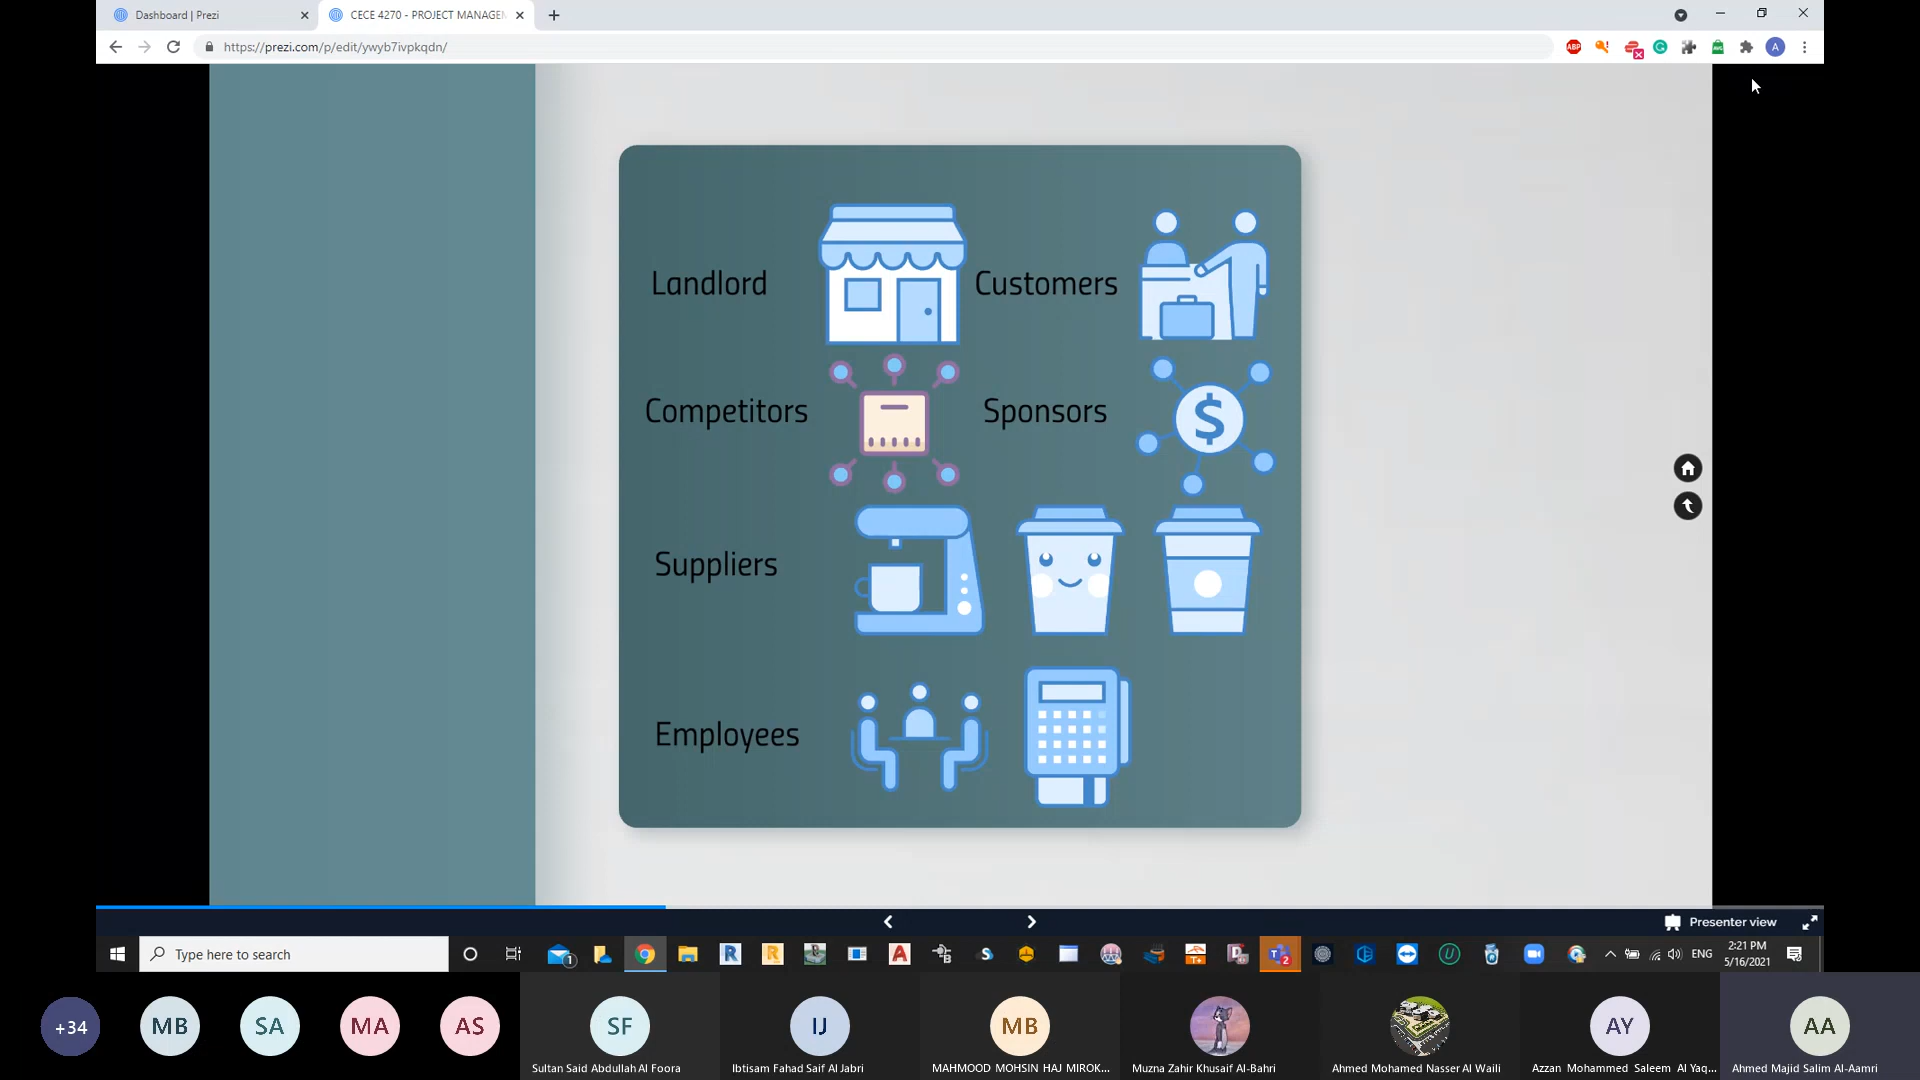 Dashboard | Prezi
CECE 4270 - PROJECT MANAGEM
https://prezi.com/p/edit/ywyb7ivpkqdn/
ABP
A
Landlord
Customers
Competitors
Sponsors
$
Suppliers
Employees
Presenter view
Type here to search
ENG
2:21 PM
5/16/2021
+34
MB
SA
MA
AS
SF
Sultan Said Abdullah Al Foora
IJ
Ibtisam Fahad Saif Al Jabri
MB
MAHMOOD MOHSIN HAJ MIROK...
Muzna Zahir Khusaif Al-Bahri
Ahmed Mohamed Nasser Al Waili
AY
Azzan Mohammed Saleem Al Yaq...
AA
Ahmed Majid Salim Al-Aamri